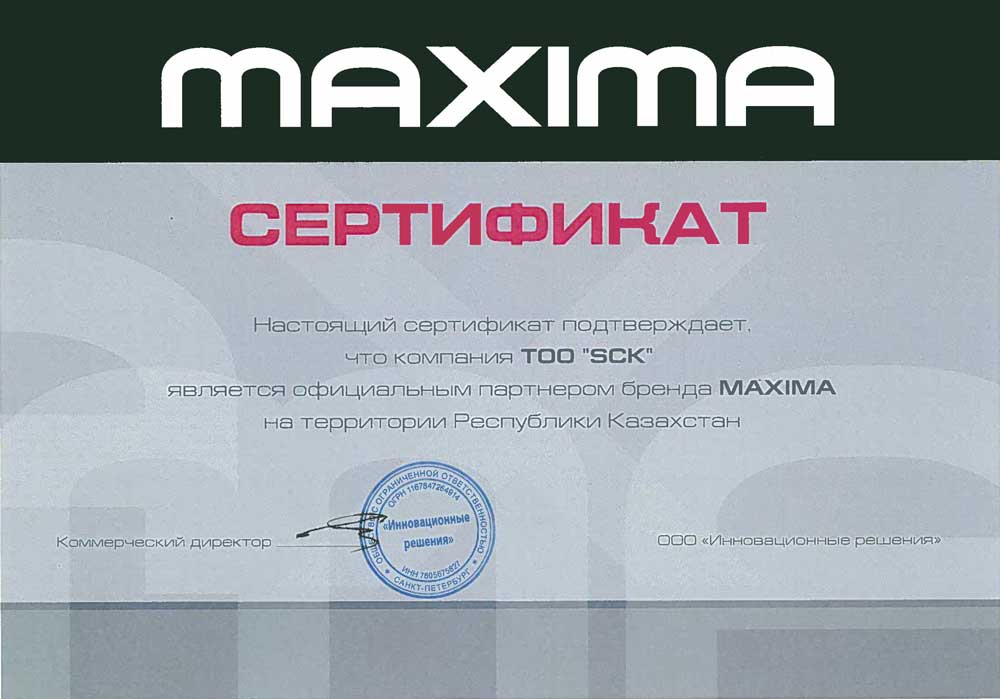 MAXIMA
СЕРТИФИКАТ
Настоящий сертификат подтверждает,
что компания ТОО "SCK"
является официальным партнером бренда MAXIMA
на территории Республики Казахстан
Коммерческий директор
ОБЩЕСТВО С ОГРАНИЧЕННОЙ ОТВЕТСТВЕННОСТЬЮ
ОГРН 1167847264914
«Инновационные
решения»
ИНН 7805675827
* САНКТ-ПЕТЕРБУРГ *
ООО «Инновационные решения»